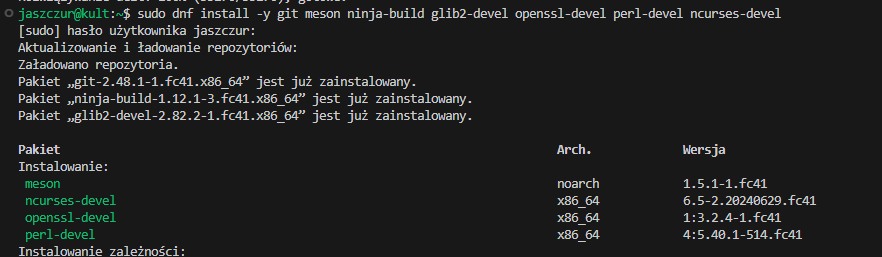 jaszczur@kult:~$ sudo dnf install -y git meson ninja-build glib2-devel openssl-devel perl-devel ncurses-devel
[sudo] hasło użytkownika jaszczur:
Aktualizowanie i ładowanie repozytoriów:
Załadowano repozytoria.
Pakiet „git-2.48.1-1.fc41.x86_64” jest już zainstalowany.
Pakiet „ninja-build-1.12.1-3.fc41.x86_64” jest już zainstalowany.
Pakiet „glib2-devel-2.82.2-1.fc41.x86_64” jest już zainstalowany.
Pakiet Arch. Wersja
Instalowanie:
meson noarch 1.5.1-1.fc41
ncurses-devel x86_64 6.5-2.20240629.fc41
openssl-devel x86_64 1:3.2.4-1.fc41
perl-devel x86_64 4:5.40.1-514.fc41
Instalowanie zależności: